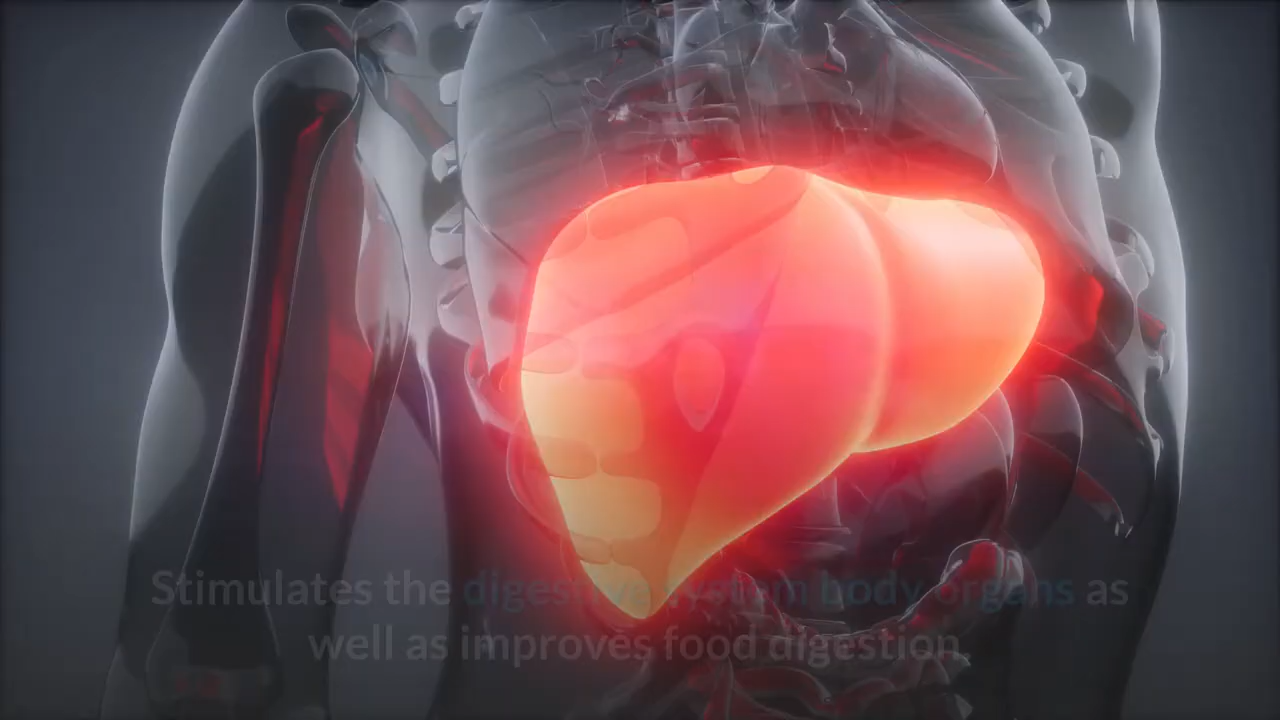 Stimulates the digestive system body organs as
well as improves food digestion